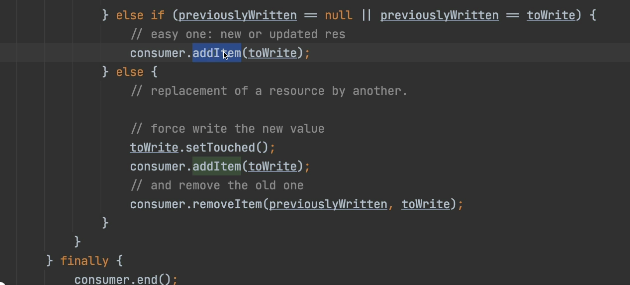 } else if (previouslyWritten == null || previouslyWritten == toWrite) {
// easy one: new or updated res
consumer.addItem(toWrite);
} else {
// replacement of a resource by another.
// force write the new value
toWrite.setTouched();
consumer.addItem(toWrite);
// and remove the old one
consumer.removeItem(previouslyWritten, toWrite);
}
}
} finally {
consumer.end();